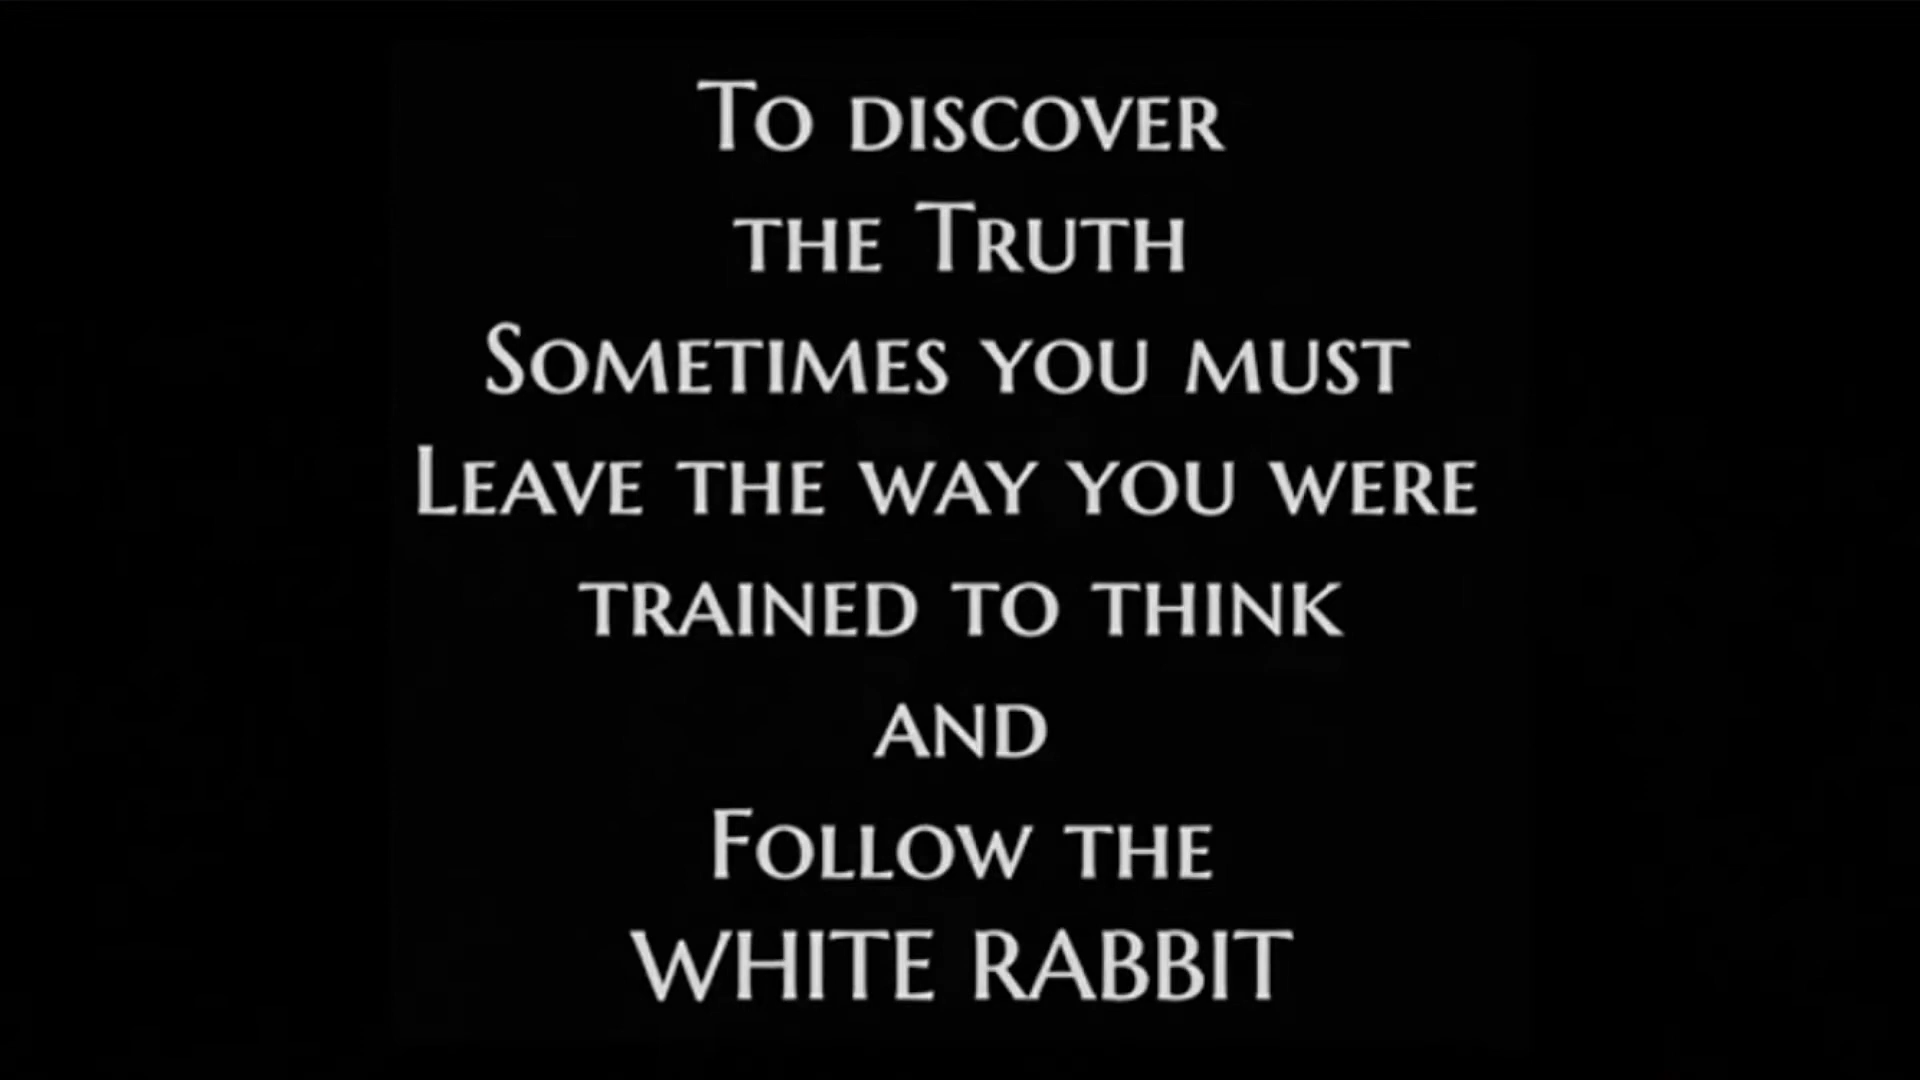 To discover
the Truth
Sometimes you must
Leave the way you were
trained to think
and
Follow the
WHITE RABBIT